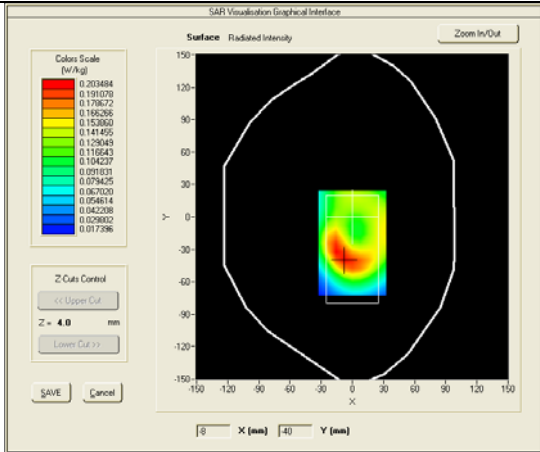 SAR Visualisation Graphical Interface
Surface Radiated Intensity
Zoom In/Out
Colors Scale
(W/kg)
0.203484
0.191078
0.178672
0.166266
0.153860
0.141455
0.129049
0.116643
0.104237
0.091831
0.079425
0.067020
0.054614
0.042208
0.029802
0.017396
150-
120-
90-
60-
30-
0-
-30-
-60-
-90-
-120-
-150-
Y
-150 -120 -90 -60 -30 0 30 60 90 120 150
X
Z Cuts Control
<< Upper Cut
Z = 4.0 mm
Lower Cut >>
SAVE Cancel
-8 X (mm) -40 Y (mm)